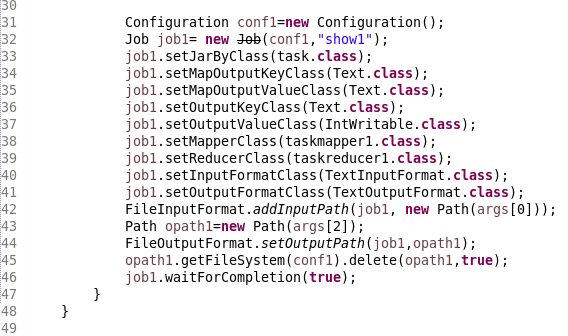 30
31 Configuration conf1=new Configuration();
32 Job job1= new Job(conf1,"show1");
33 job1.setJarByClass(task.class);
34 job1.setMapOutputKeyClass(Text.class);
35 job1.setMapOutputValueClass(Text.class);
36 job1.setOutputKeyClass(Text.class);
37 job1.setOutputValueClass(IntWritable.class);
38 job1.setMapperClass(taskmapper1.class);
39 job1.setReducerClass(taskreducer1.class);
40 job1.setInputFormatClass(TextInputFormat.class);
41 job1.setOutputFormatClass(TextOutputFormat.class);
42 FileInputFormat.addInputPath(job1, new Path(args[0]));
43 Path opath1=new Path(args[2]);
44 FileOutputFormat.setOutputPath(job1,opath1);
45 opath1.getFileSystem(conf1).delete(opath1,true);
46 job1.waitForCompletion(true);
47 }
48 }
49